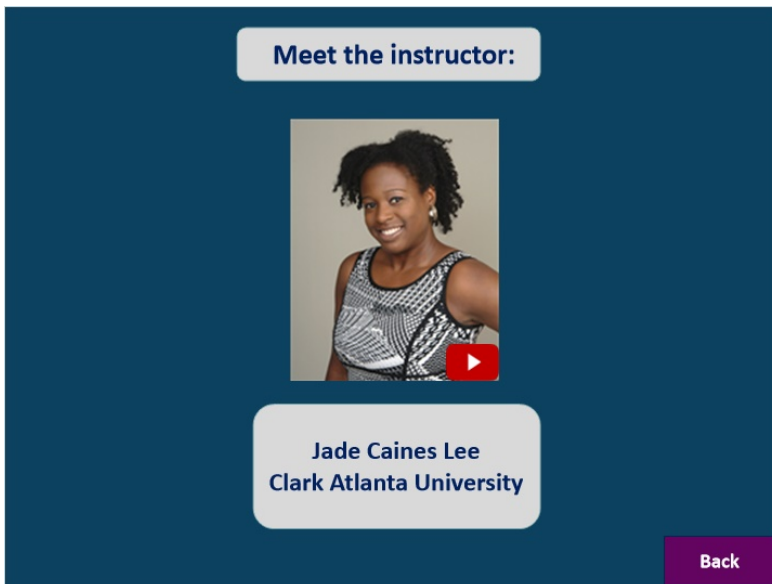 Meet the instructor:
Jade Caines Lee
Clark Atlanta University
Back